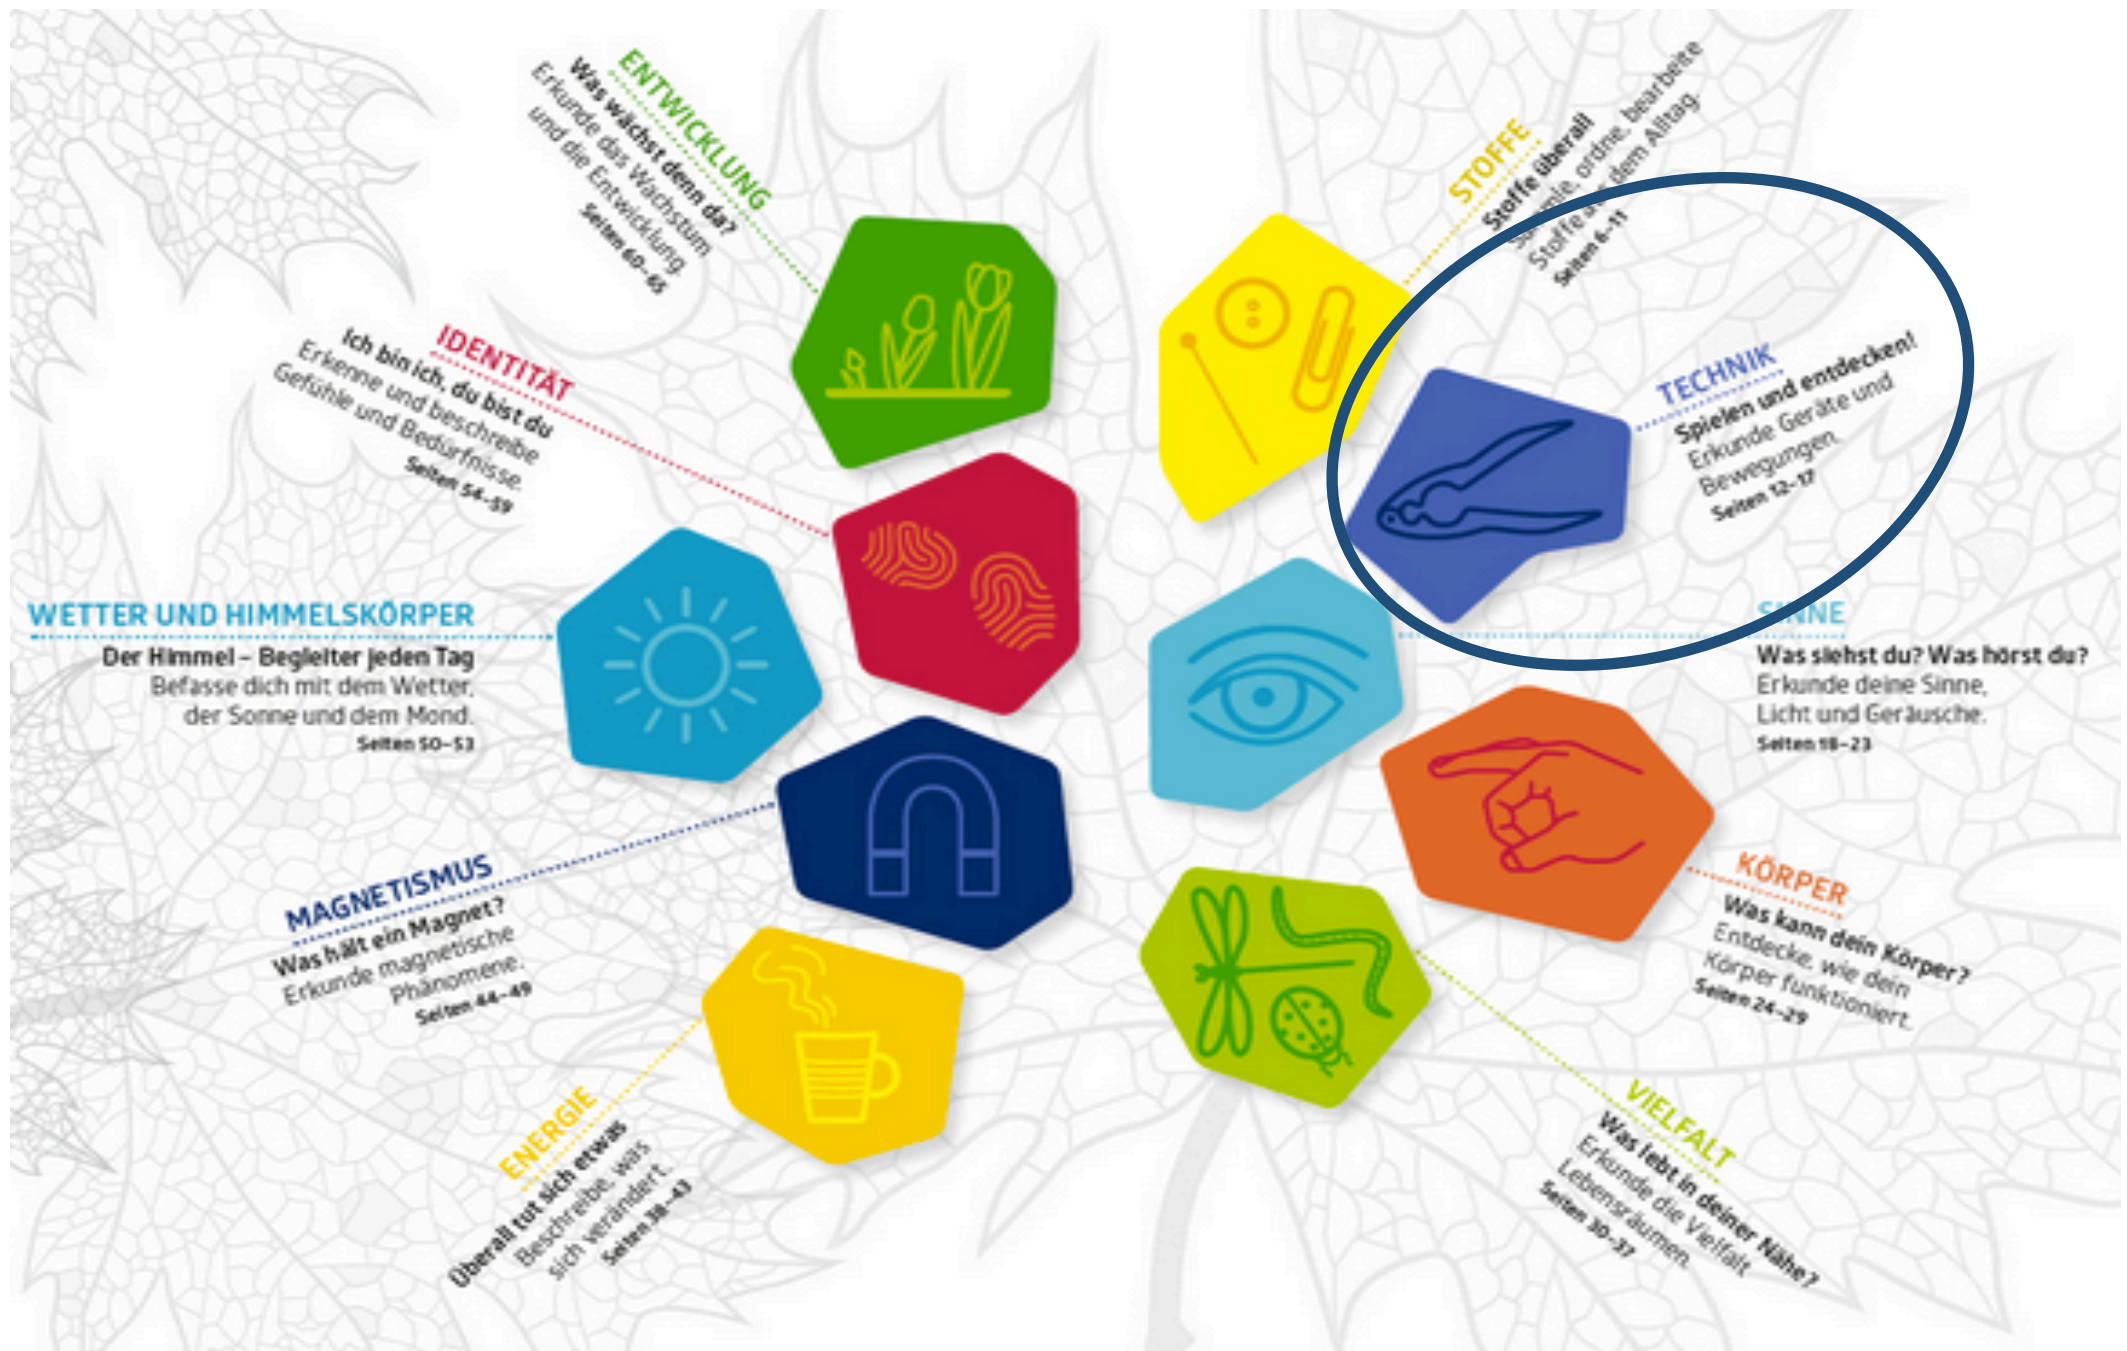 ENTWICKLUNG
Was wächst denn da?
Erkunde das Wachstum
und die Entwicklung.
Seiten 60–65
STOFFE
Stoffe überall
ordne, bearbeite
Stoffe aus dem Alltag.
Seiten 6–11
IDENTITÄT
Ich bin ich, du bist du
Erkenne und beschreibe
Gefühle und Bedürfnisse.
Seiten 54–59
TECHNIK
Spielen und entdecken!
Erkunde Geräte und
Bewegungen.
Seiten 12–17
WETTER UND HIMMELSKÖRPER
Der Himmel – Begleiter jeden Tag
Befasse dich mit dem Wetter,
der Sonne und dem Mond.
Seiten 50–53
SINNE
Was siehst du? Was hörst du?
Erkunde deine Sinne,
Licht und Geräusche.
Seiten 18–23
MAGNETISMUS
Was hält ein Magnet?
Erkunde magnetische
Phänomene.
Seiten 44–49
KÖRPER
Was kann dein Körper?
Entdecke, wie dein
Körper funktioniert.
Seiten 24–29
ENERGIE
Überall tut sich etwas
Beschreibe, was
sich verändert.
Seiten 38–43
VIELFALT
Was lebt in deiner Nähe?
Erkunde die Vielfalt
Lebensräumen.
Seiten 30–37